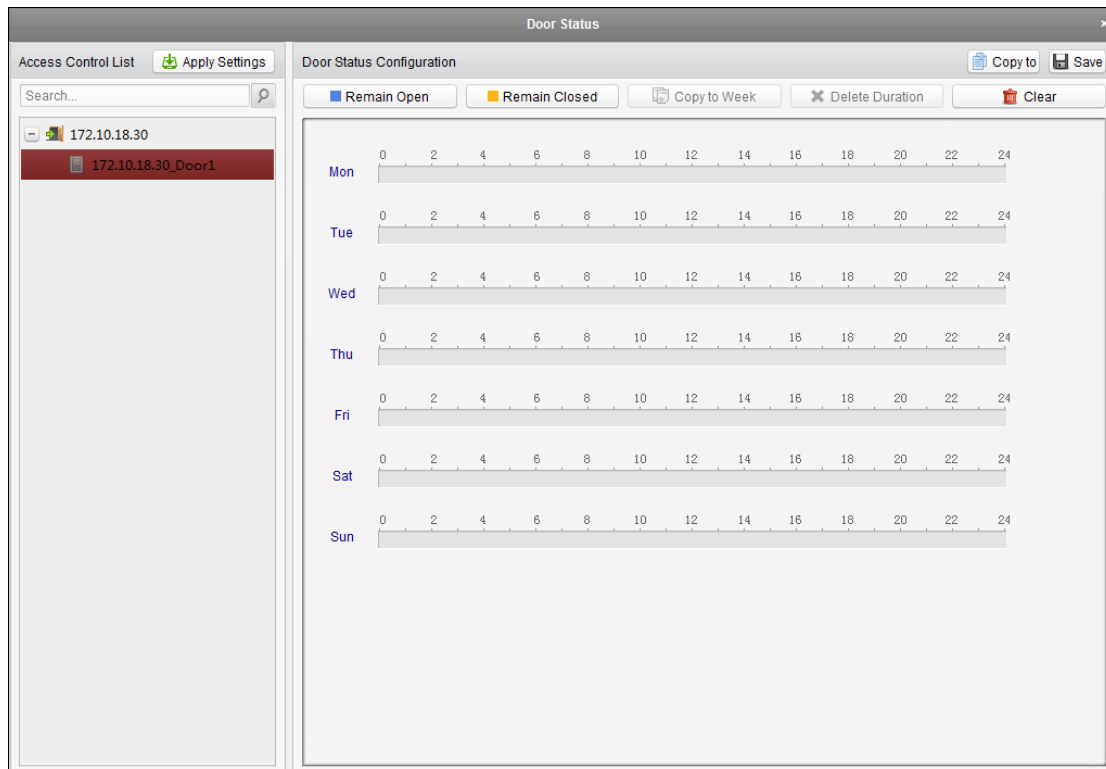 Door Status
Access Control List Apply Settings
Search...
172.10.18.30
172.10.18.30_Door1
Door Status Configuration Copy to Save
Remain Open Remain Closed Copy to Week Delete Duration Clear
0 2 4 6 8 10 12 14 16 18 20 22 24
Mon
0 2 4 6 8 10 12 14 16 18 20 22 24
Tue
0 2 4 6 8 10 12 14 16 18 20 22 24
Wed
0 2 4 6 8 10 12 14 16 18 20 22 24
Thu
0 2 4 6 8 10 12 14 16 18 20 22 24
Fri
0 2 4 6 8 10 12 14 16 18 20 22 24
Sat
0 2 4 6 8 10 12 14 16 18 20 22 24
Sun